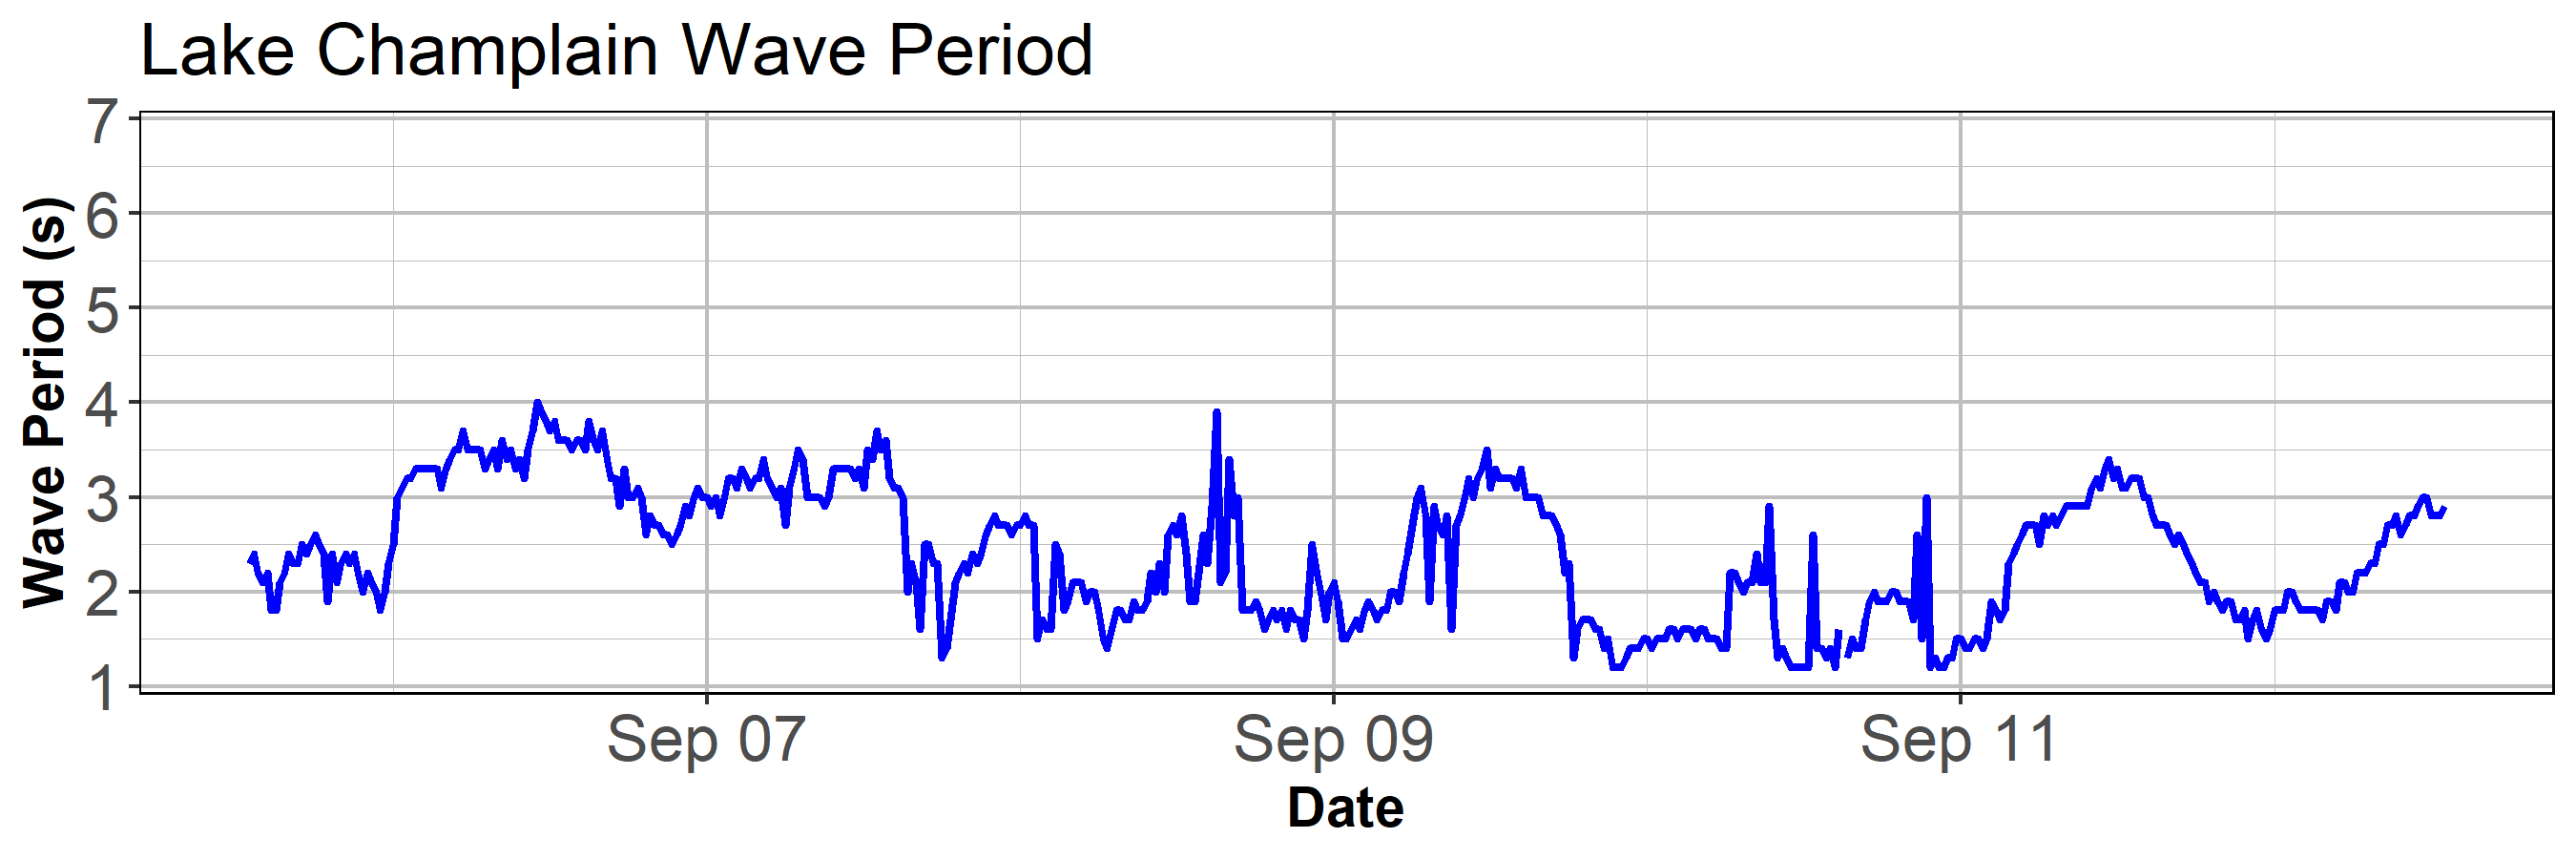 Lake Champlain Wave Period
Wave Period (s)
7
6
5
4
3
2
1
Sep 07
Sep 09
Sep 11
Date